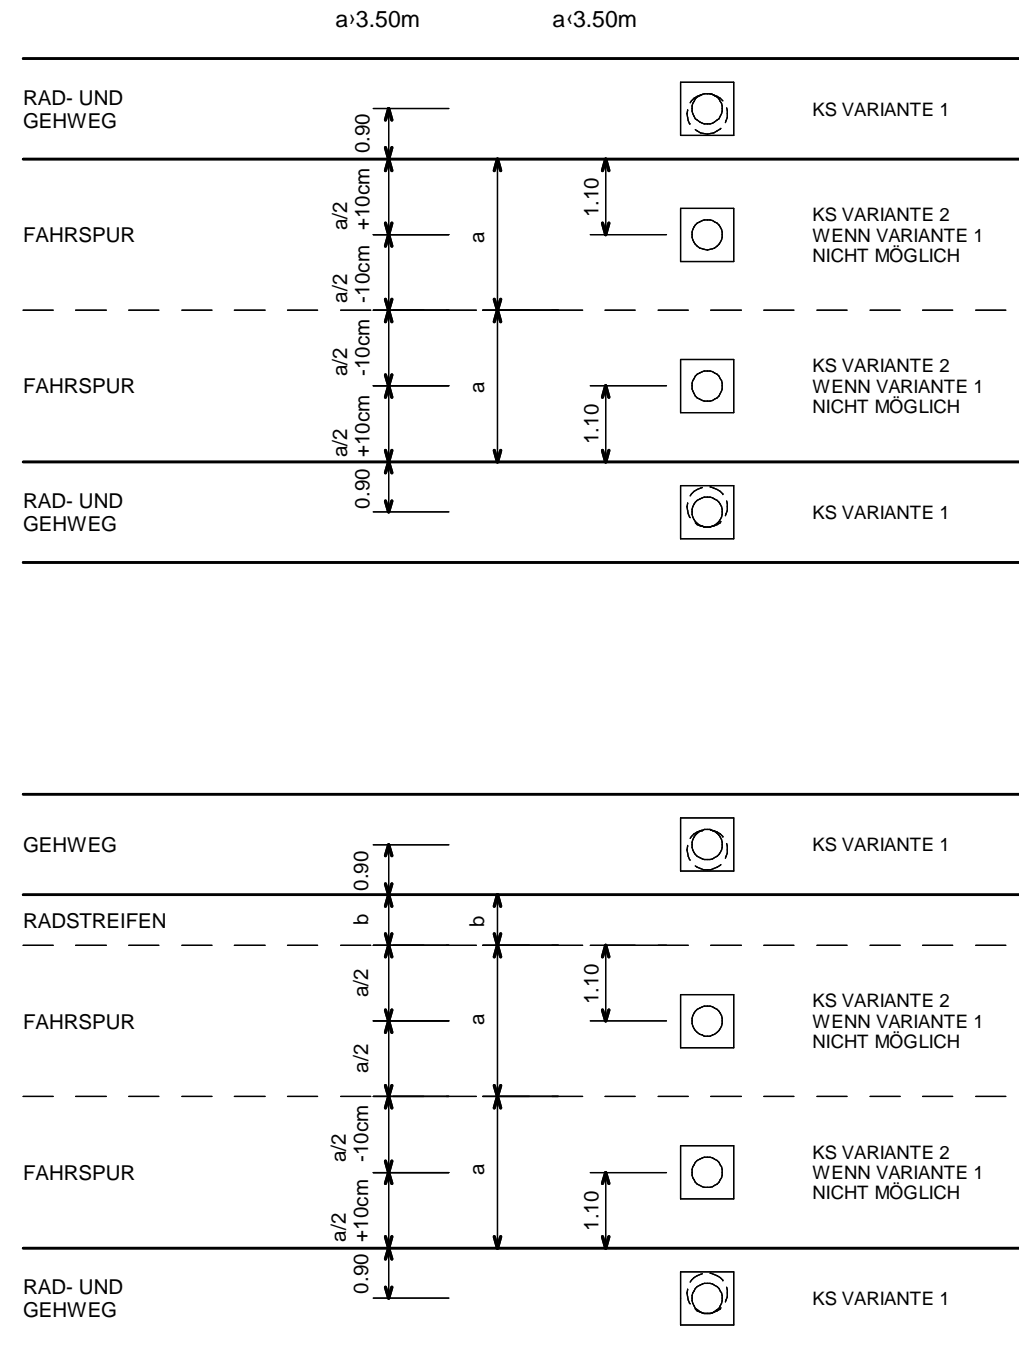 a›3.50m
a‹3.50m
RAD- UND
GEHWEG
0.90
KS VARIANTE 1
FAHRSPUR
a/2
+10cm
a/2
-10cm
a
1.10
KS VARIANTE 2
WENN VARIANTE 1
NICHT MÖGLICH
FAHRSPUR
a/2
-10cm
a/2
+10cm
a
1.10
KS VARIANTE 2
WENN VARIANTE 1
NICHT MÖGLICH
RAD- UND
GEHWEG
0.90
KS VARIANTE 1
GEHWEG
0.90
KS VARIANTE 1
RADSTREIFEN
b
b
FAHRSPUR
a/2
a/2
a
1.10
KS VARIANTE 2
WENN VARIANTE 1
NICHT MÖGLICH
FAHRSPUR
a/2
-10cm
a/2
+10cm
a
1.10
KS VARIANTE 2
WENN VARIANTE 1
NICHT MÖGLICH
RAD- UND
GEHWEG
0.90
KS VARIANTE 1